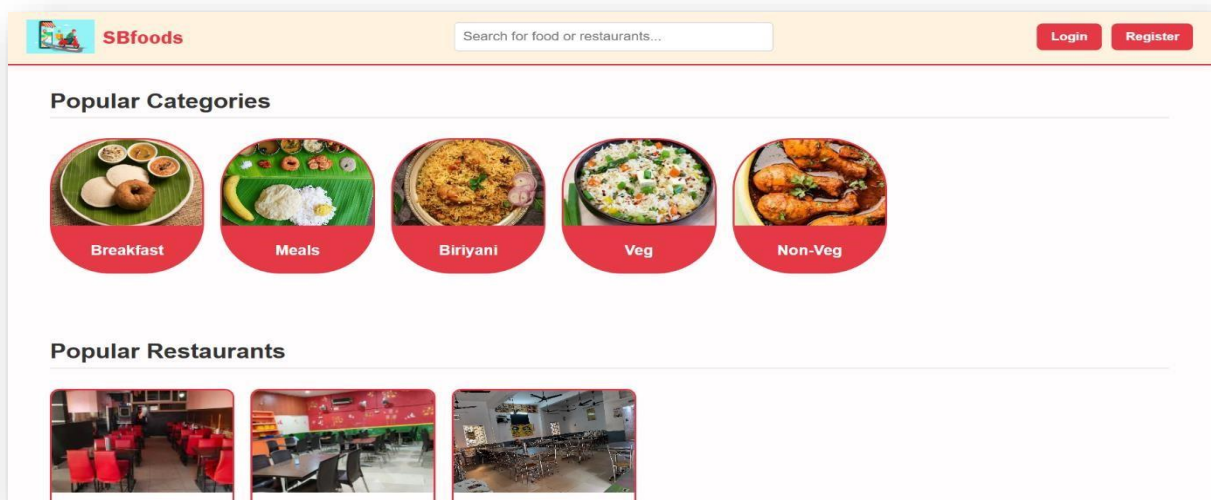 SBfoods
Search for food or restaurants...
Login
Register
Popular Categories
Breakfast
Meals
Biriyani
Veg
Non-Veg
Popular Restaurants